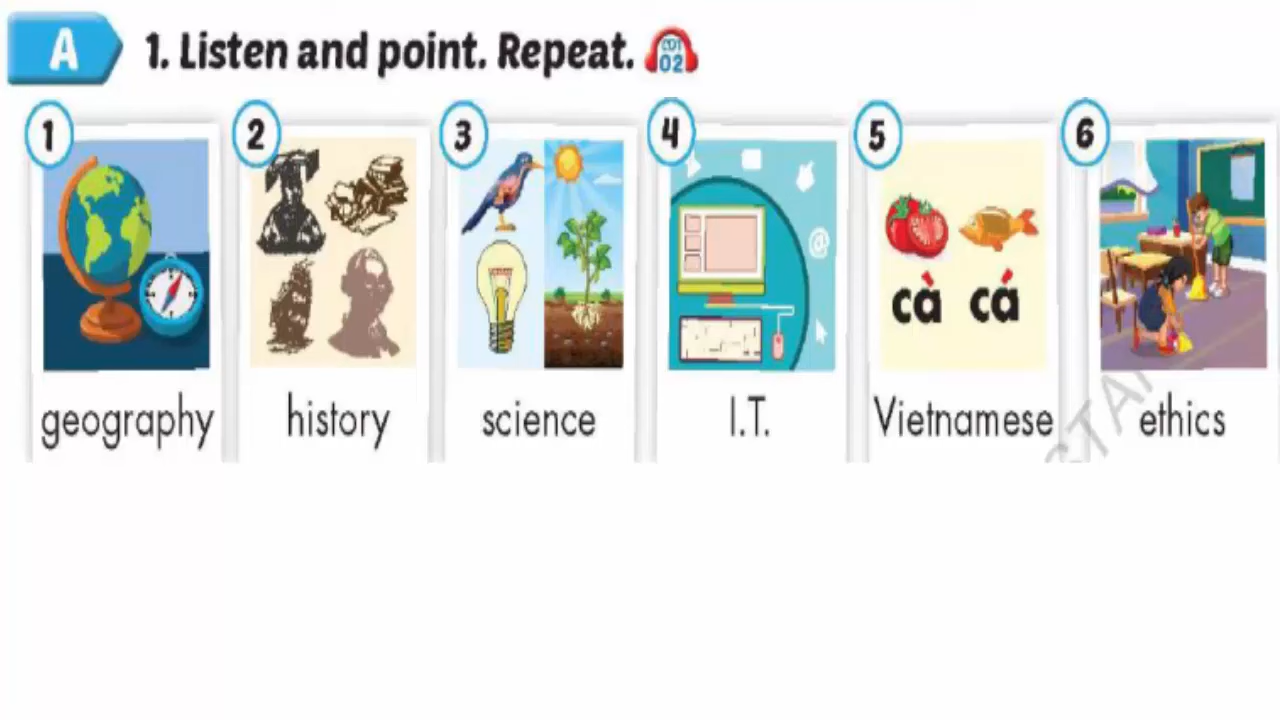 A 1. Listen and point. Repeat. CD1 02
1 2 3 4 5 6
@
cà cá
geography history science I.T. Vietnamese ethics